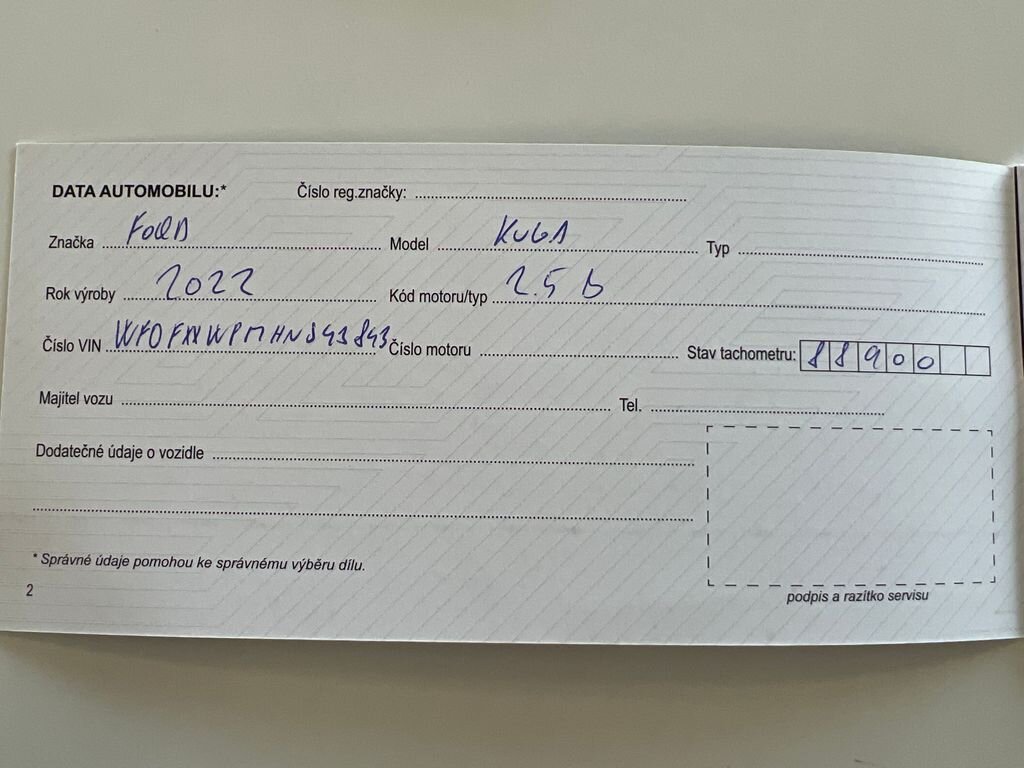 DATA AUTOMOBILU:* Číslo reg.značky:
Značka FORD Model KUGA Typ
Rok výroby 2022 Kód motoru/typ 2.5 b
Číslo VIN Číslo motoru Stav tachometru: 88900
Majitel vozu Tel.
Dodatečné údaje o vozidle
* Správné údaje pomohou ke správnému výběru dílu.
2
podpis a razítko servisu